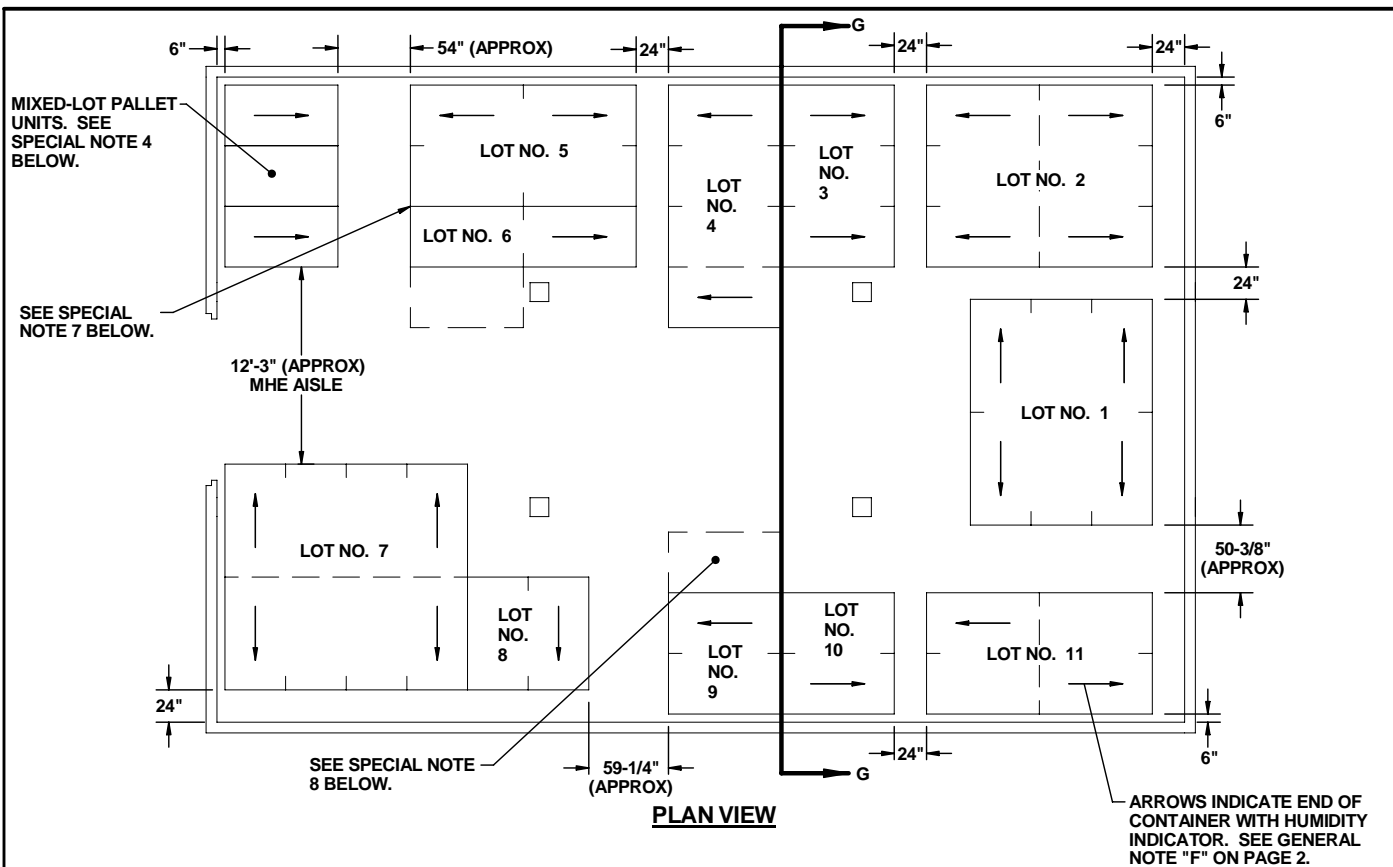 6"
54" (APPROX)
24"
G
24"
24"
MIXED-LOT PALLET
UNITS. SEE
SPECIAL NOTE 4
BELOW.
6"
LOT NO. 5
LOT
NO.
4
LOT
NO.
3
LOT NO. 2
LOT NO. 6
SEE SPECIAL
NOTE 7 BELOW.
24"
12'-3" (APPROX)
MHE AISLE
LOT NO. 1
LOT NO. 7
50-3/8"
(APPROX)
LOT
NO.
8
LOT
NO.
9
LOT
NO.
10
LOT NO. 11
24"
SEE SPECIAL NOTE
8 BELOW.
59-1/4"
(APPROX)
24"
6"
G
PLAN VIEW
ARROWS INDICATE END OF
CONTAINER WITH HUMIDITY
INDICATOR. SEE GENERAL
NOTE "F" ON PAGE 2.